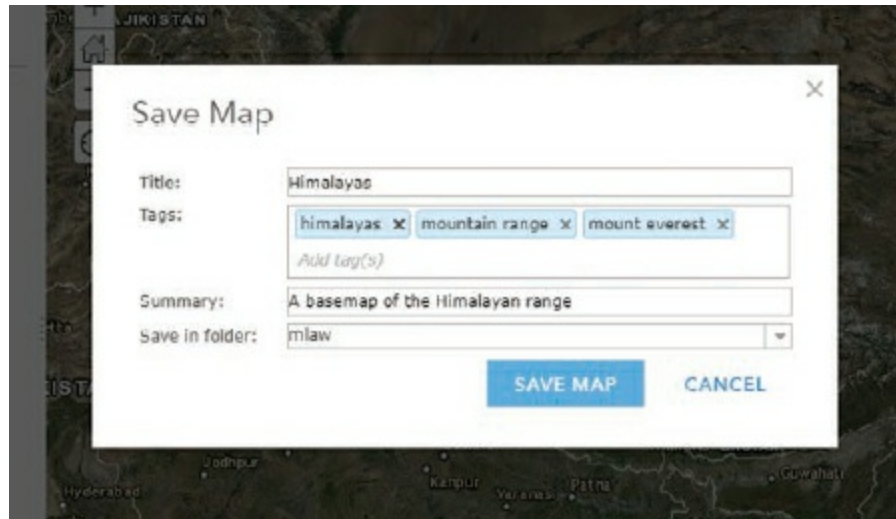 AJIKISTAN
Save Map
×
Title:
Himalayas
Tags:
himalayas × mountain range × mount everest ×
Add tag(s)
Summary:
A basemap of the Himalayan range
Save in folder:
mlaw
SAVE MAP
CANCEL
Jodhpur
Hyderabad
Kanpur
Varanasi
Patna
Guwahati